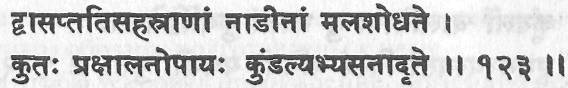 द्वासप्ततिसहस्राणां नाडीनां मलशोधने ।
कुतः प्रक्षालनोपायः कुंडल्यभ्यसनादृते ।। १२३ ।।